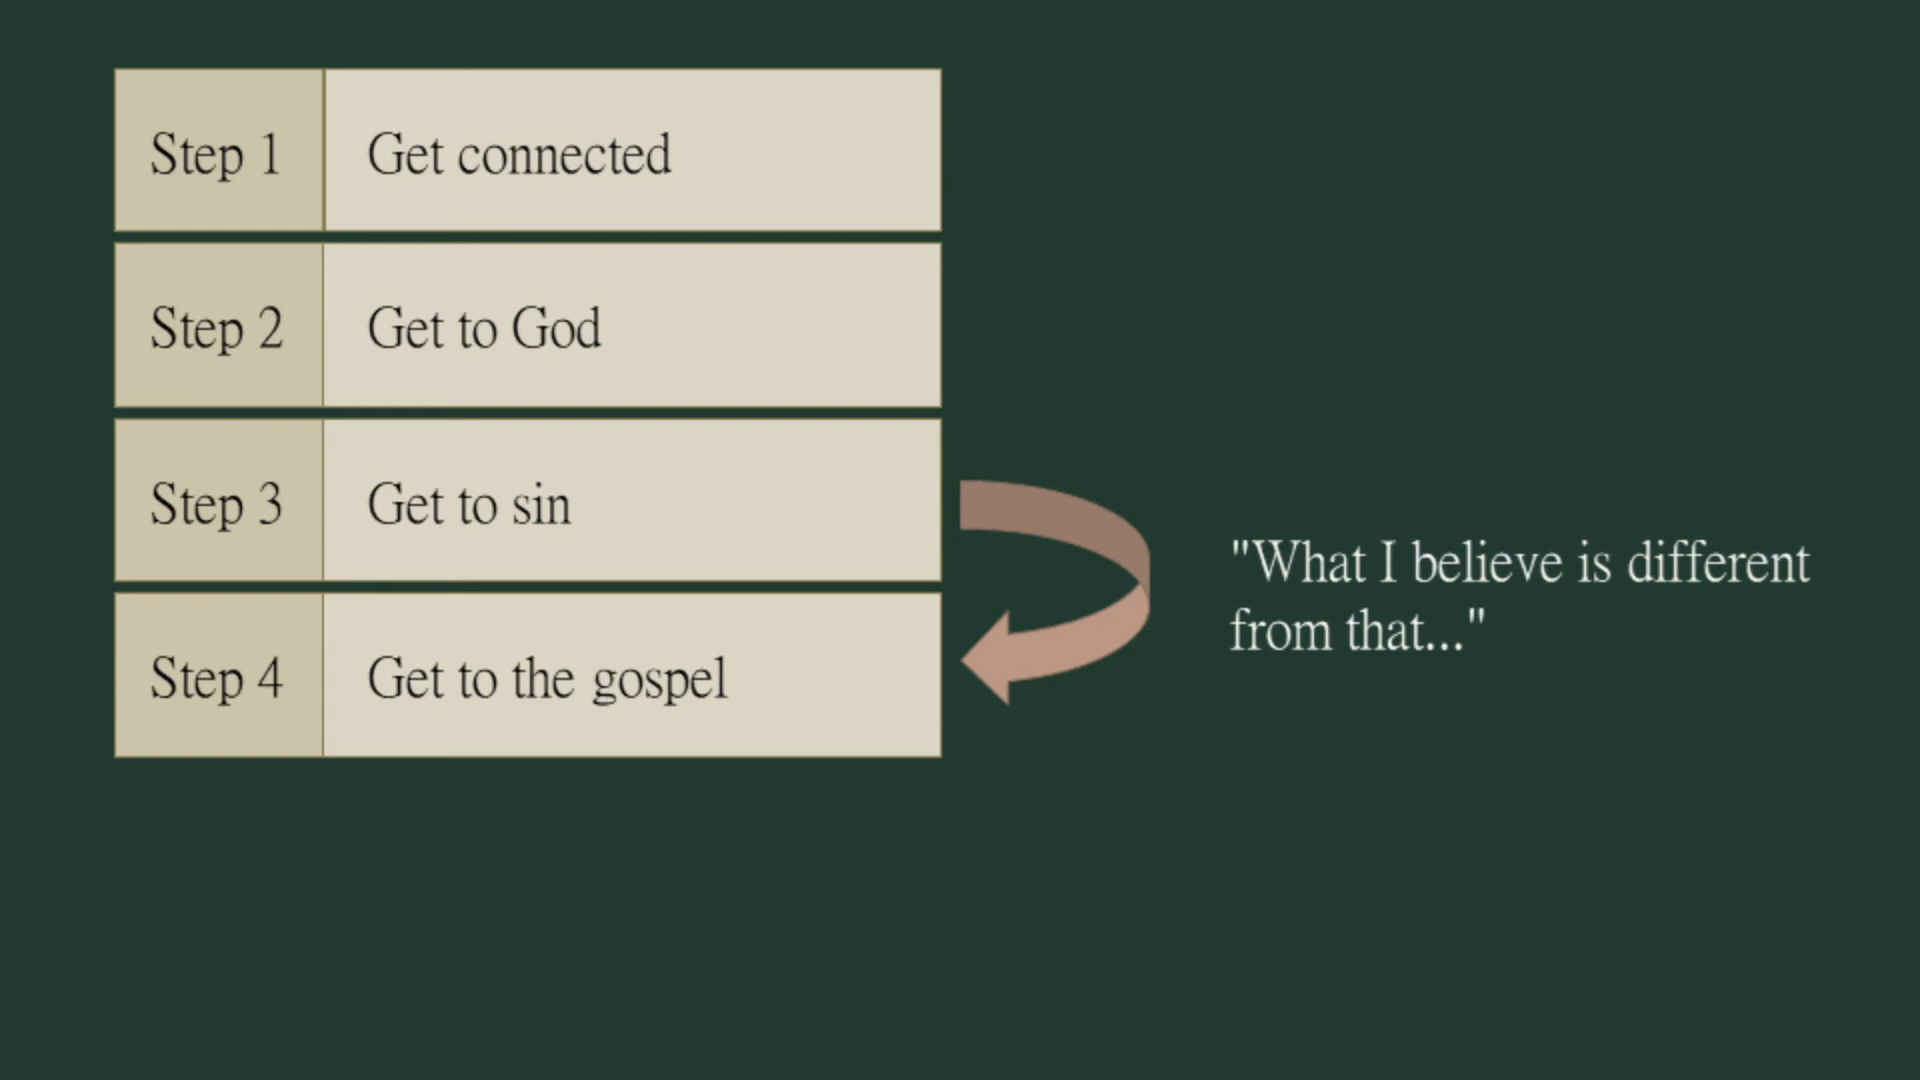 Step 1 Get connected
Step 2 Get to God
Step 3 Get to sin
"What I believe is different
from that..."
Step 4 Get to the gospel